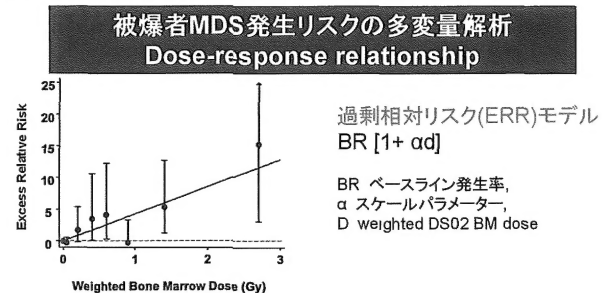 被爆者MDS発生リスクの多変量解析
Dose-response relationship
Excess Relative Risk
25
20
15
10
5
0
0
1
2
3
Weighted Bone Marrow Dose (Gy)
過剰相対リスク(ERR)モデル
BR [1+ αd]
BR ベースライン発生率,
α スケールパラメーター,
D weighted DS02 BM dose